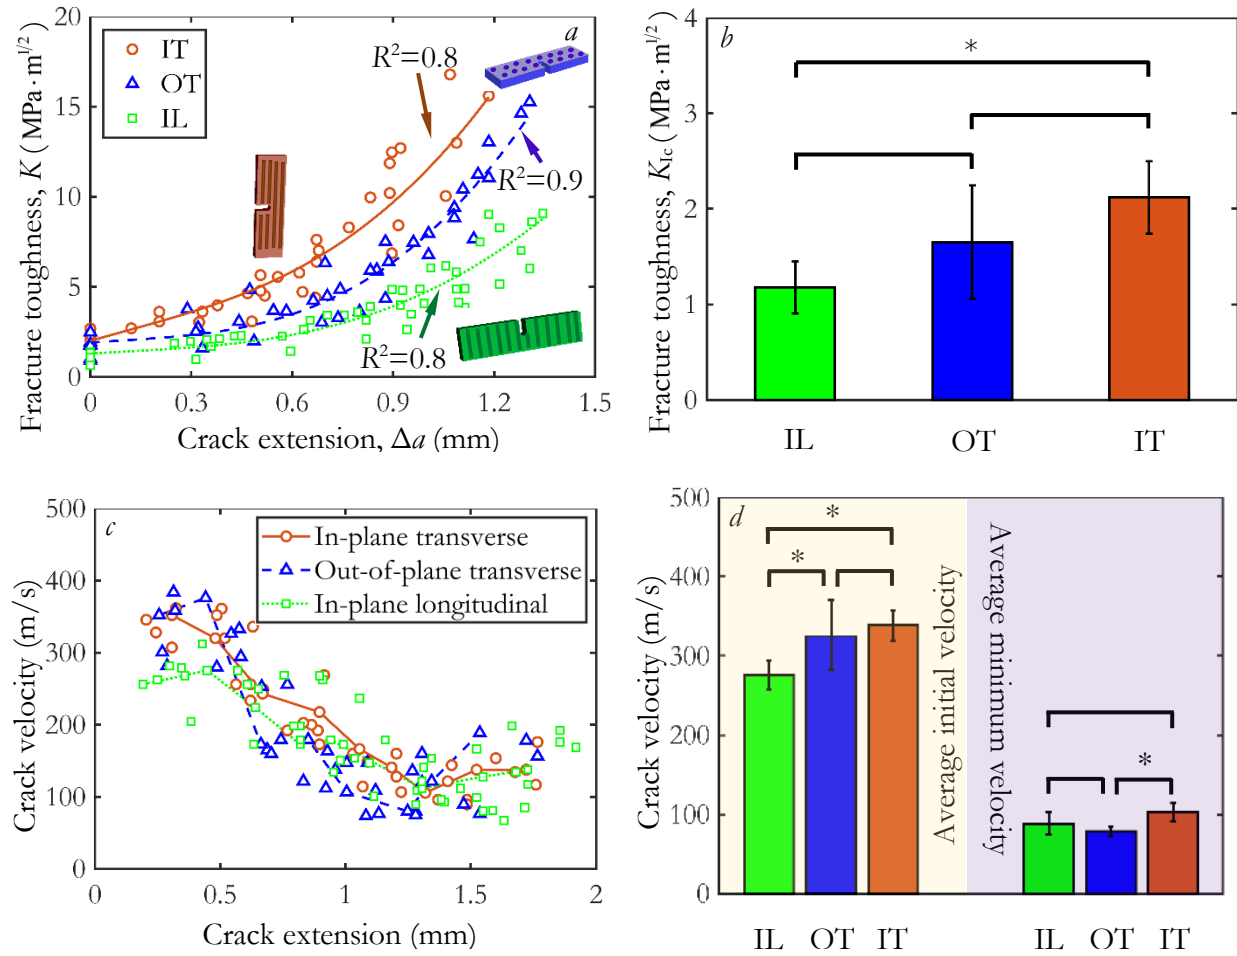 a
IT
OT
IL
R²=0.8
R²=0.9
R²=0.8
20
15
10
5
0
0 0.3 0.6 0.9 1.2 1.5
Fracture toughness, K (MPa·m^1/2)
Crack extension, Δa (mm)
b
*
4
3
2
1
0
IL OT IT
Fracture toughness, K_Ic (MPa·m^1/2)
c
In-plane transverse
Out-of-plane transverse
In-plane longitudinal
500
400
300
200
100
0
0 0.5 1 1.5 2
Crack velocity (m/s)
Crack extension (mm)
d
*
*
*
Average initial velocity
Average minimum velocity
500
400
300
200
100
0
IL OT IT IL OT IT
Crack velocity (m/s)